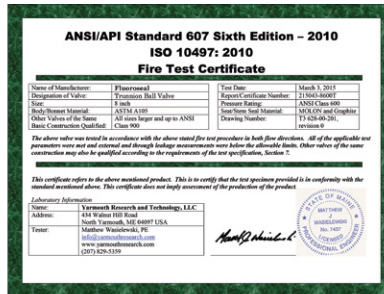 ANSI/API Standard 607 Sixth Edition – 2010
ISO 10497: 2010
Fire Test Certificate
Name of Manufacturer: Fluoroseal Test Date: March 3, 2015
Designation of Valve: Trunnion Ball Valve Report/Certificate Number: 215043-8600T
Size: 8 inch Pressure Rating: ANSI Class 600
Body/Bonnet Material: ASTM A105 Seat/Stem Seal Material: MOLON and Graphite
Other Valves of the Same All sizes larger and up to ANSI Drawing Number: T3 628-00-201,
Basic Construction Qualified: Class 900 revision 0
The above valve was tested in accordance with the above stated fire test procedure in both flow directions. All of the applicable test
parameters were met and external and through leakage measurements were below the allowable limits. Other valves of the same
construction may also be qualified according to the requirements of the test specification, Section 7.
This certificate refers to the above mentioned product. This is to certify that the test specimen provided is in conformity with the
standard mentioned above. This certificate does not imply assessment of the production of the product.
Laboratory Information
Name: Yarmouth Research and Technology, LLC
Address: 434 Walnut Hill Road
North Yarmouth, ME 04097 USA
Tester: Matthew Wasielewski, PE
info@yarmouthresearch.com
www.yarmouthresearch.com
(207) 829-5359
STATE OF MAINE
MATTHEW
J
WASIELEWSKI
No. 7407
LICENSED
PROFESSIONAL ENGINEER